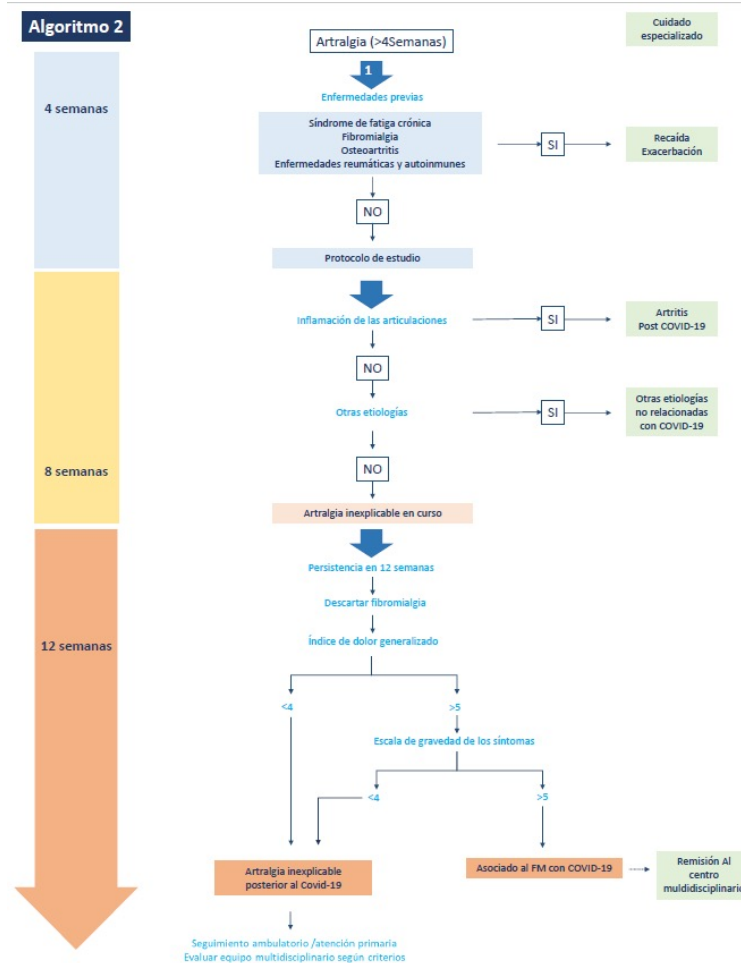 Algoritmo 2
Artralgia (>4Semanas)
Cuidado
especializado
1
4 semanas
Enfermedades previas
Síndrome de fatiga crónica
Fibromialgia
Osteoartritis
Enfermedades reumáticas y autoinmunes
SI
Recaída
Exacerbación
NO
Protocolo de estudio
Inflamación de las articulaciones
SI
Artritis
Post COVID-19
NO
Otras etiologías
SI
Otras etiologías
no relacionadas
con COVID-19
8 semanas
NO
Artralgia inexplicable en curso
Persistencia en 12 semanas
Descartar fibromialgia
12 semanas
Índice de dolor generalizado
<4
>5
Escala de gravedad de los síntomas
<4
>5
Artralgia inexplicable
posterior al Covid-19
Asociado al FM con COVID-19
Remisión Al
centro
muldidisciplinario
Seguimiento ambulatorio /atención primaria
Evaluar equipo multidisciplinario según criterios